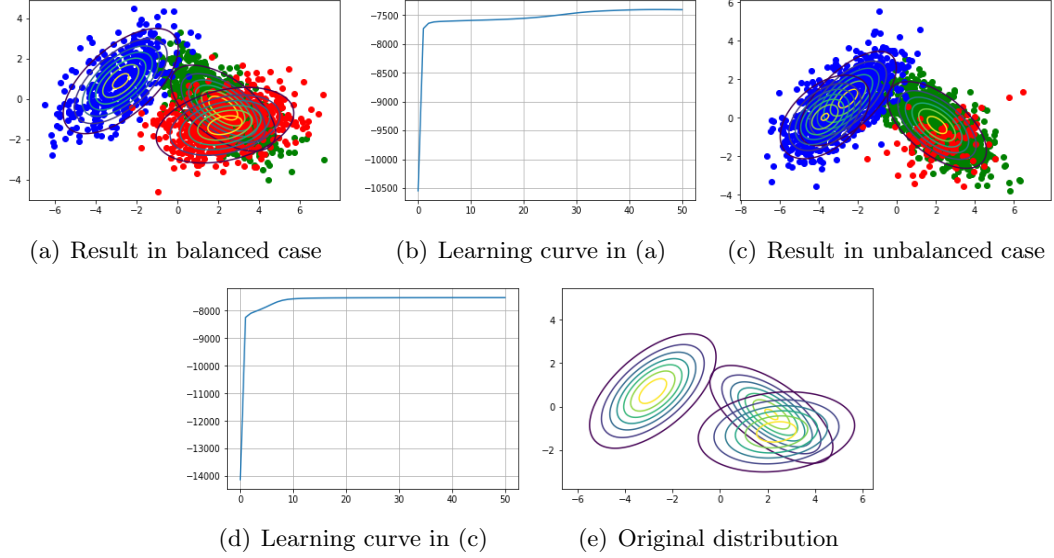 4
2
0
−2
−4
−6 −4 −2 0 2 4 6
−7500
−8000
−8500
−9000
−9500
−10000
−10500
0 10 20 30 40 50
6
4
2
0
−2
−4
−8 −6 −4 −2 0 2 4 6
(a) Result in balanced case
(b) Learning curve in (a)
(c) Result in unbalanced case
−8000
−9000
−10000
−11000
−12000
−13000
−14000
0 10 20 30 40 50
4
2
0
−2
−6 −4 −2 0 2 4 6
(d) Learning curve in (c)
(e) Original distribution